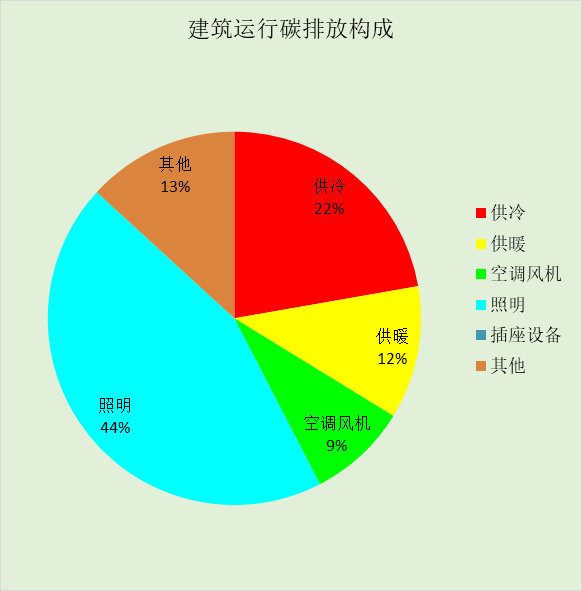 建筑运行碳排放构成
其他
13%
供冷
22%
供暖
12%
空调风机
9%
照明
44%
供冷
供暖
空调风机
照明
插座设备
其他